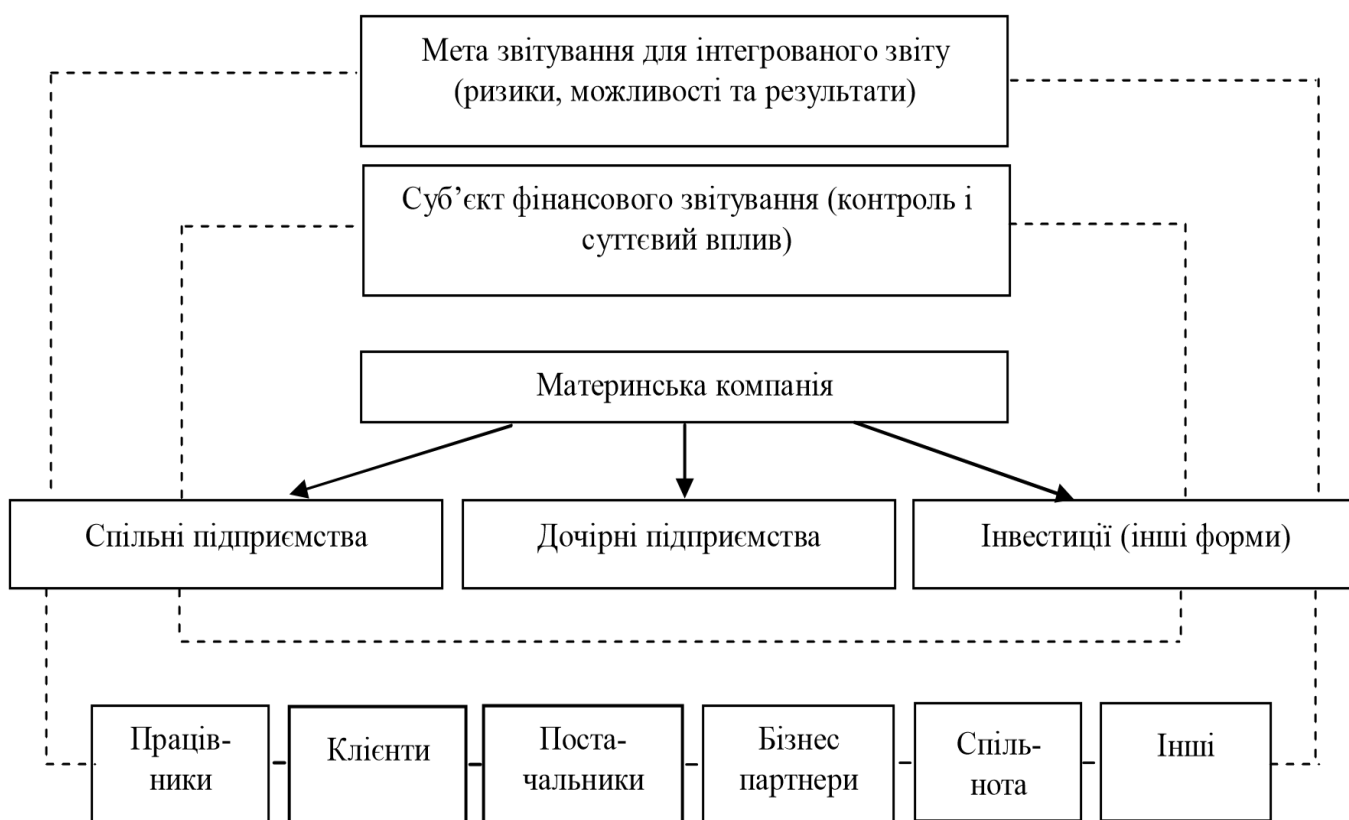 Мета звітування для інтегрованого звіту
(ризики, можливості та результати)
Суб’єкт фінансового звітування (контроль і
суттєвий вплив)
Материнська компанія
Спільні підприємства
Дочірні підприємства
Інвестиції (інші форми)
Праців-
ники
Клієнти
Поста-
чальники
Бізнес
партнери
Спіль-
нота
Інші